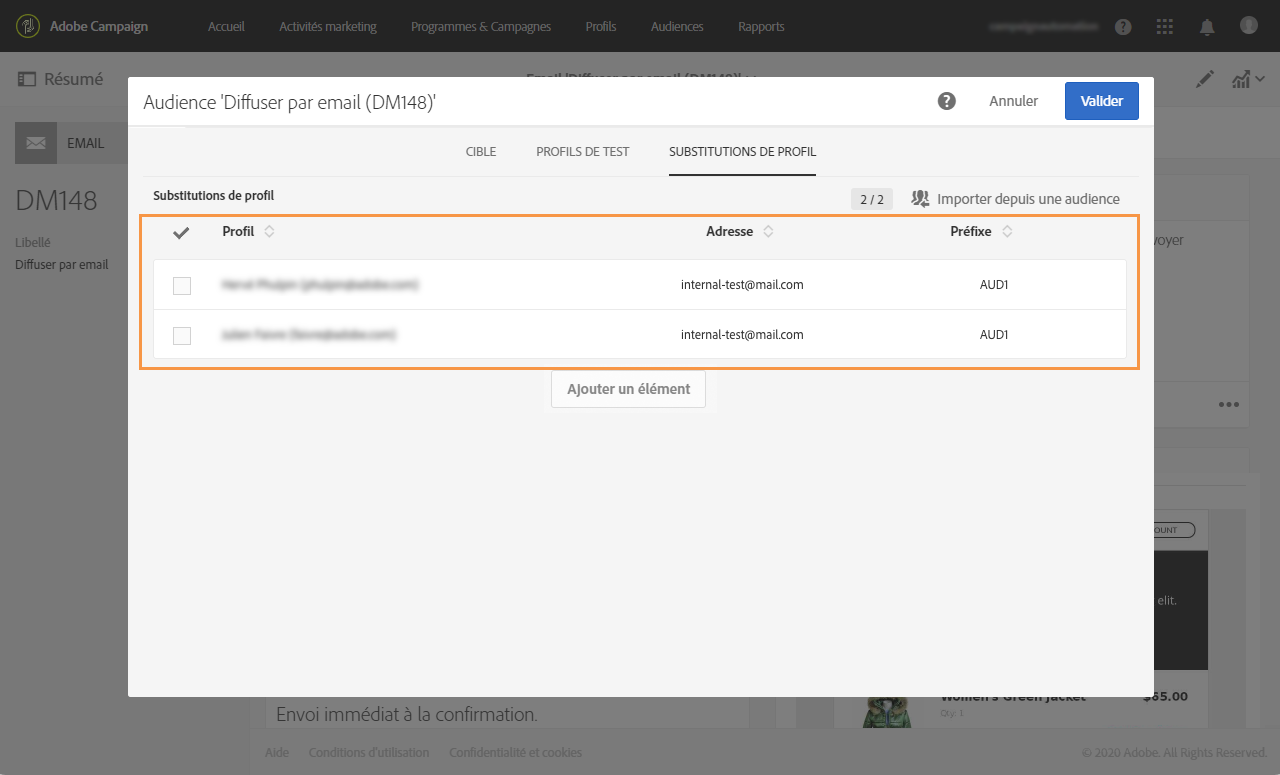 Adobe Campaign Accueil Activités marketing Programmes & Campagnes Profils Audiences Rapports
Résumé
Audience 'Diffuser par email (DM148)' Annuler Valider
EMAIL
CIBLE PROFILS DE TEST SUBSTITUTIONS DE PROFIL
DM148
Substitutions de profil 2 / 2 Importer depuis une audience
Libellé
Diffuser par email
Profil Adresse Préfixe
internal-test@mail.com AUD1
internal-test@mail.com AUD1
Ajouter un élément
elit.
Women's Green Jacket $65.00
Qty: 1
Envoi immédiat à la confirmation.
Aide Conditions d'utilisation Confidentialité et cookies © 2020 Adobe. All Rights Reserved.